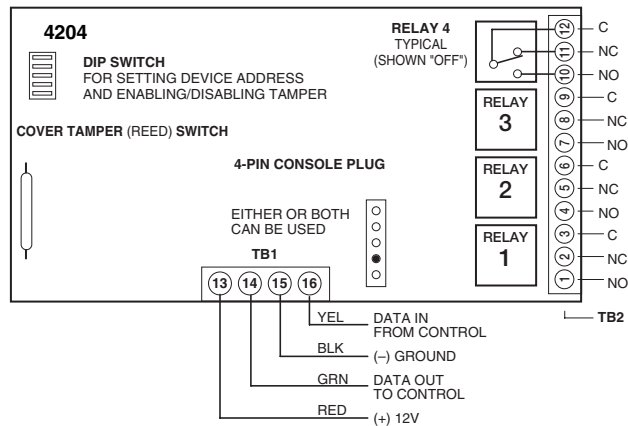 4204
DIP SWITCH
FOR SETTING DEVICE ADDRESS
AND ENABLING/DISABLING TAMPER
COVER TAMPER (REED) SWITCH
4-PIN CONSOLE PLUG
EITHER OR BOTH
CAN BE USED
TB1
13 14 15 16
RELAY 4
TYPICAL
(SHOWN "OFF")
RELAY
3
RELAY
2
RELAY
1
12 C
11 NC
10 NO
9 C
8 NC
7 NO
6 C
5 NC
4 NO
3 C
2 NC
1 NO
TB2
YEL DATA IN
FROM CONTROL
BLK (–) GROUND
GRN DATA OUT
TO CONTROL
RED (+) 12V